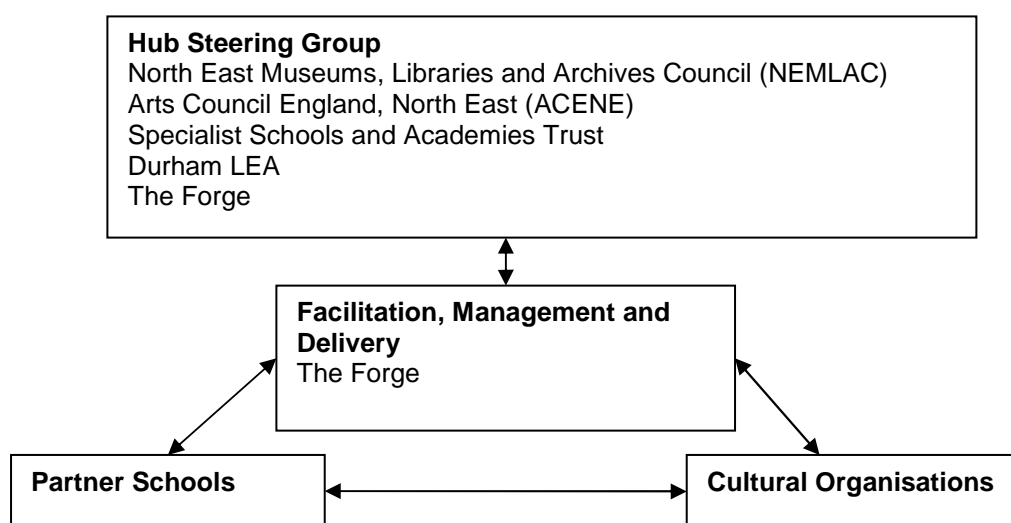 Hub Steering Group
North East Museums, Libraries and Archives Council (NEMLAC)
Arts Council England, North East (ACENE)
Specialist Schools and Academies Trust
Durham LEA
The Forge
Facilitation, Management and
Delivery
The Forge
Partner Schools
Cultural Organisations